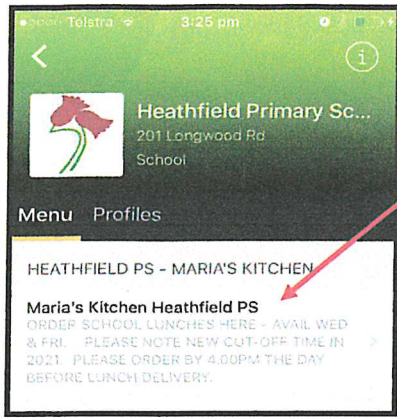 Telstra 3:25 pm
Heathfield Primary Sc...
201 Longwood Rd
School
Menu Profiles
HEATHFIELD PS - MARIA'S KITCHEN
Maria's Kitchen Heathfield PS
ORDER SCHOOL LUNCHES HERE - AVAIL WED
& FRI. PLEASE NOTE NEW CUT-OFF TIME IN
2021. PLEASE ORDER BY 4.00PM THE DAY
BEFORE LUNCH DELIVERY.